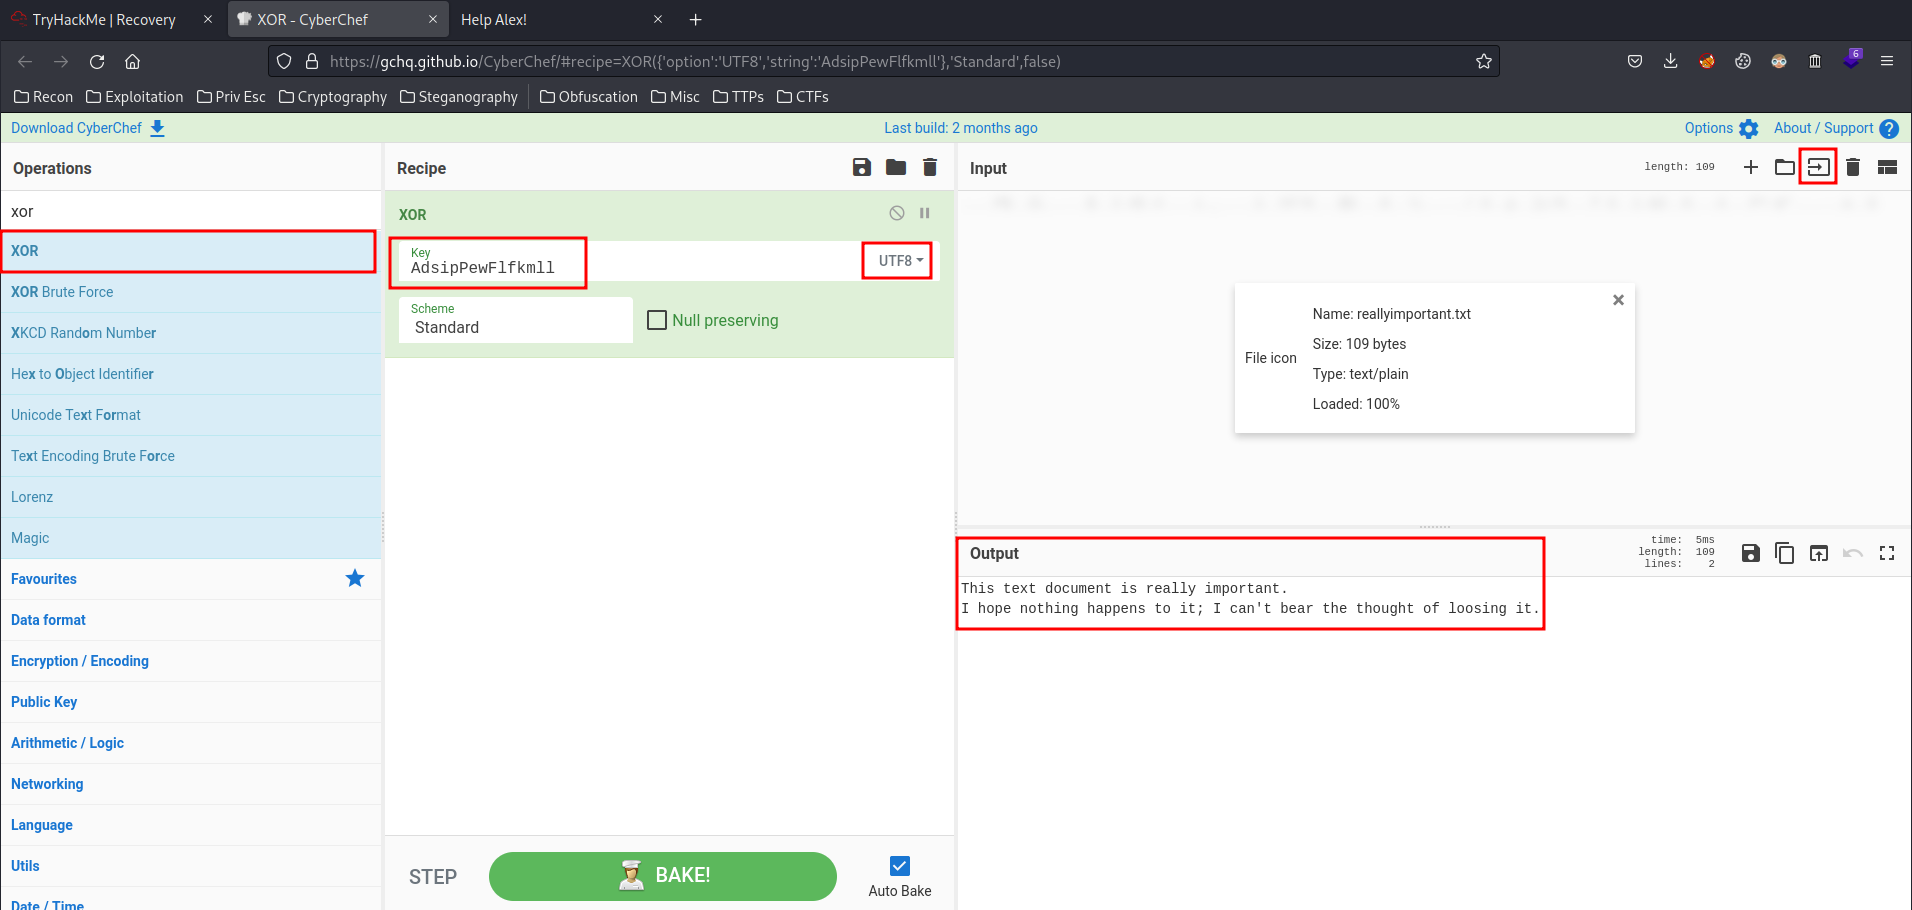 TryHackMe | Recovery
XOR - CyberChef
Help Alex!
https://gchq.github.io/CyberChef/#recipe=XOR({'option':'UTF8','string':'AdsipPewFlfkmll'},'Standard',false)
6
Recon
Exploitation
Priv Esc
Cryptography
Steganography
Obfuscation
Misc
TTPs
CTFs
Download CyberChef
Last build: 2 months ago
Options
About / Support
Operations
xor
XOR
XOR Brute Force
XKCD Random Number
Hex to Object Identifier
Unicode Text Format
Text Encoding Brute Force
Lorenz
Magic
Favourites
Data format
Encryption / Encoding
Public Key
Arithmetic / Logic
Networking
Language
Utils
Date / Time
Recipe
XOR
Key
AdsipPewFlfkmll
UTF8
Scheme
Standard
Null preserving
STEP
BAKE!
Auto Bake
Input
length: 109
File icon
Name: reallyimportant.txt
Size: 109 bytes
Type: text/plain
Loaded: 100%
Output
time: 5ms
length: 109
lines: 2
This text document is really important.
I hope nothing happens to it; I can't bear the thought of loosing it.